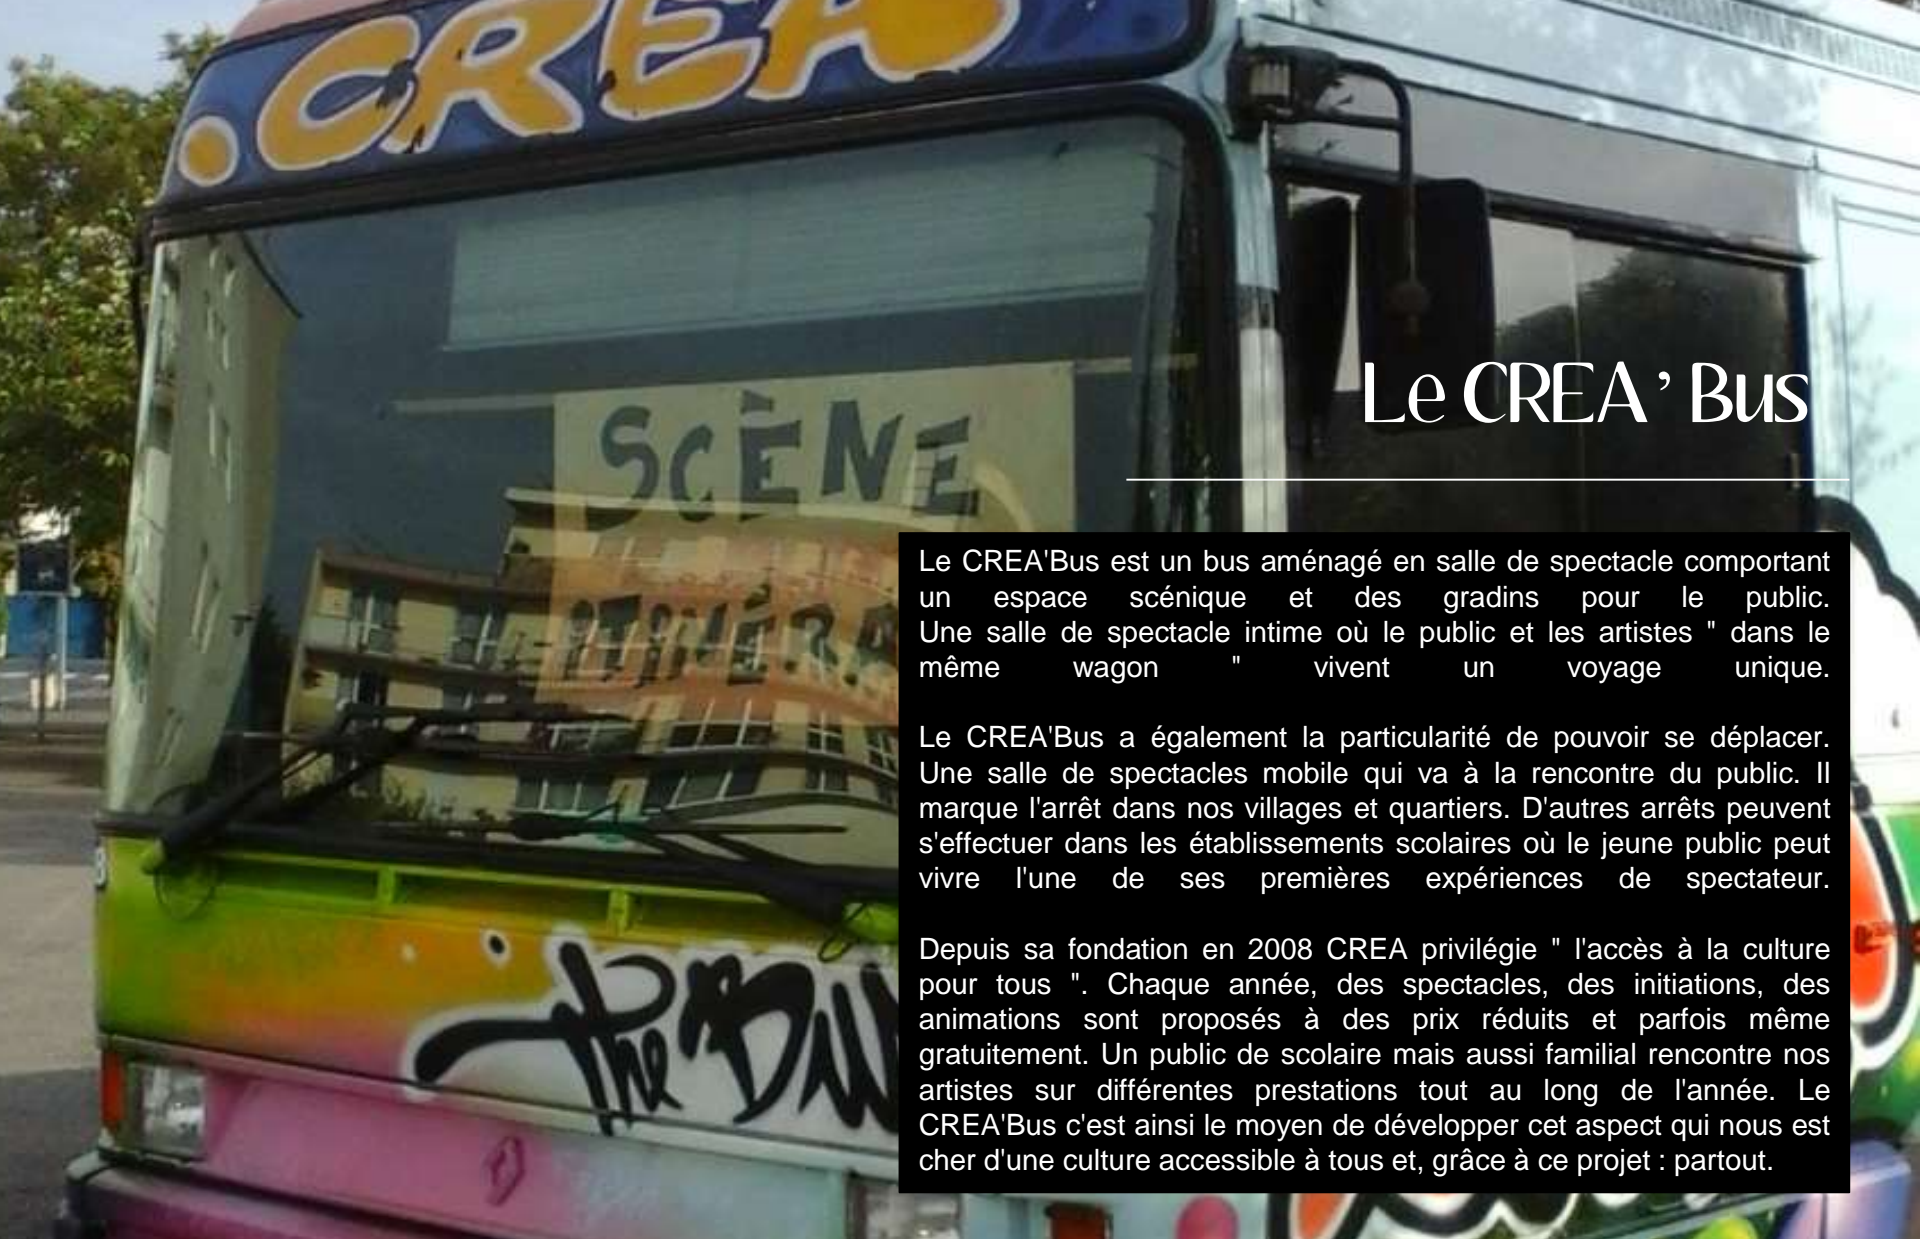 CREA
SCÈNE
Le CREA ' Bus
Le CREA'Bus est un bus aménagé en salle de spectacle comportant
un espace scénique et des gradins pour le public.
Une salle de spectacle intime où le public et les artistes " dans le
même wagon " vivent un voyage unique.
Le CREA'Bus a également la particularité de pouvoir se déplacer.
Une salle de spectacles mobile qui va à la rencontre du public. Il
marque l'arrêt dans nos villages et quartiers. D'autres arrêts peuvent
s'effectuer dans les établissements scolaires où le jeune public peut
vivre l'une de ses premières expériences de spectateur.
Depuis sa fondation en 2008 CREA privilégie " l'accès à la culture
pour tous ". Chaque année, des spectacles, des initiations, des
animations sont proposés à des prix réduits et parfois même
gratuitement. Un public de scolaire mais aussi familial rencontre nos
artistes sur différentes prestations tout au long de l'année. Le
CREA'Bus c'est ainsi le moyen de développer cet aspect qui nous est
cher d'une culture accessible à tous et, grâce à ce projet : partout.
The